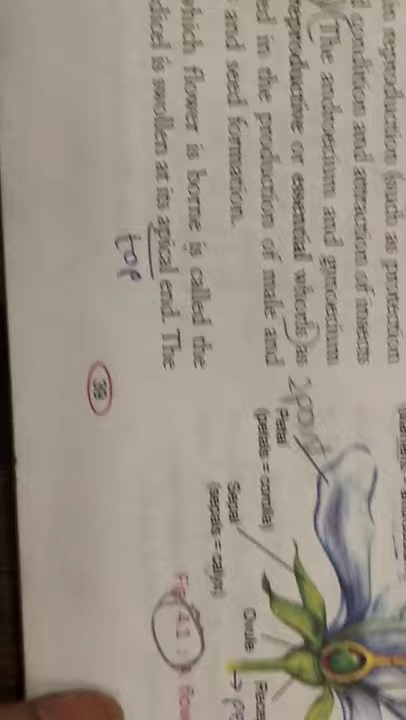 in reproduction (such as protection
condition and attraction of insects
The androecium and gynoecium
reproductive or essential whorls as
in the production of male and
and seed formation.
which flower is borne is called the
is swollen at its apical end. The
top
39
Petal
(petals = corolla)
Sepal
(sepals = calyx)
Ovule
Fig. 4.1 :